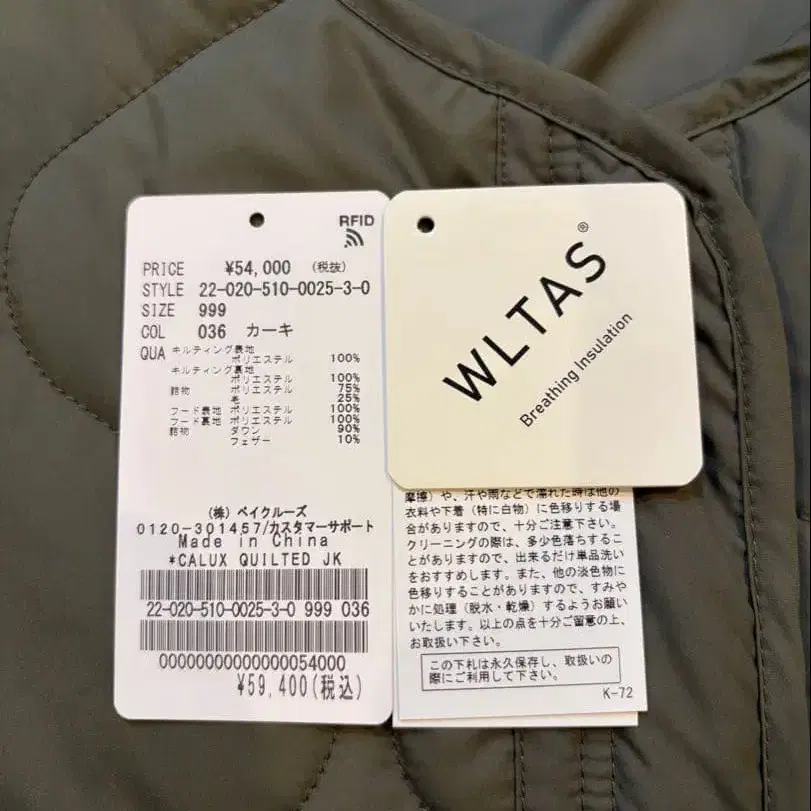 RFID
PRICE ¥54,000 (税抜)
STYLE 22-020-510-0025-3-0
SIZE 999
COL 036 カーキ
QUA キルティング表地
ポリエステル 100%
キルティング裏地
ポリエステル 100%
詰物 ポリエステル 75%
毛 25%
フード表地 ポリエステル 100%
フード裏地 ポリエステル 100%
詰物 ダウン 90%
フェザー 10%
(株) ベイクルーズ
0120-301457/カスタマーサポート
Made in China
*CALUX QUILTED JK
22-020-510-0025-3-0 999 036
00000000000000054000
¥59,400(税込)
WLTAS®
Breathing Insulation
摩擦）や、汗や雨などで濡れた時は他の
衣料や下着（特に白物）に色移りする場
合がありますので、十分ご注意下さい。
クリーニングの際は、多少色落ちするこ
とがありますので、出来るだけ単品洗い
をおすすめします。また、他の淡色物に
色移りすることがありますので、すみや
かに処理（脱水・乾燥）するようお願い
いたします。以上の点を十分ご留意の上、
お取扱い下さい。
この下札は永久保存し、取扱いの
際にご利用して下さい。
K-72